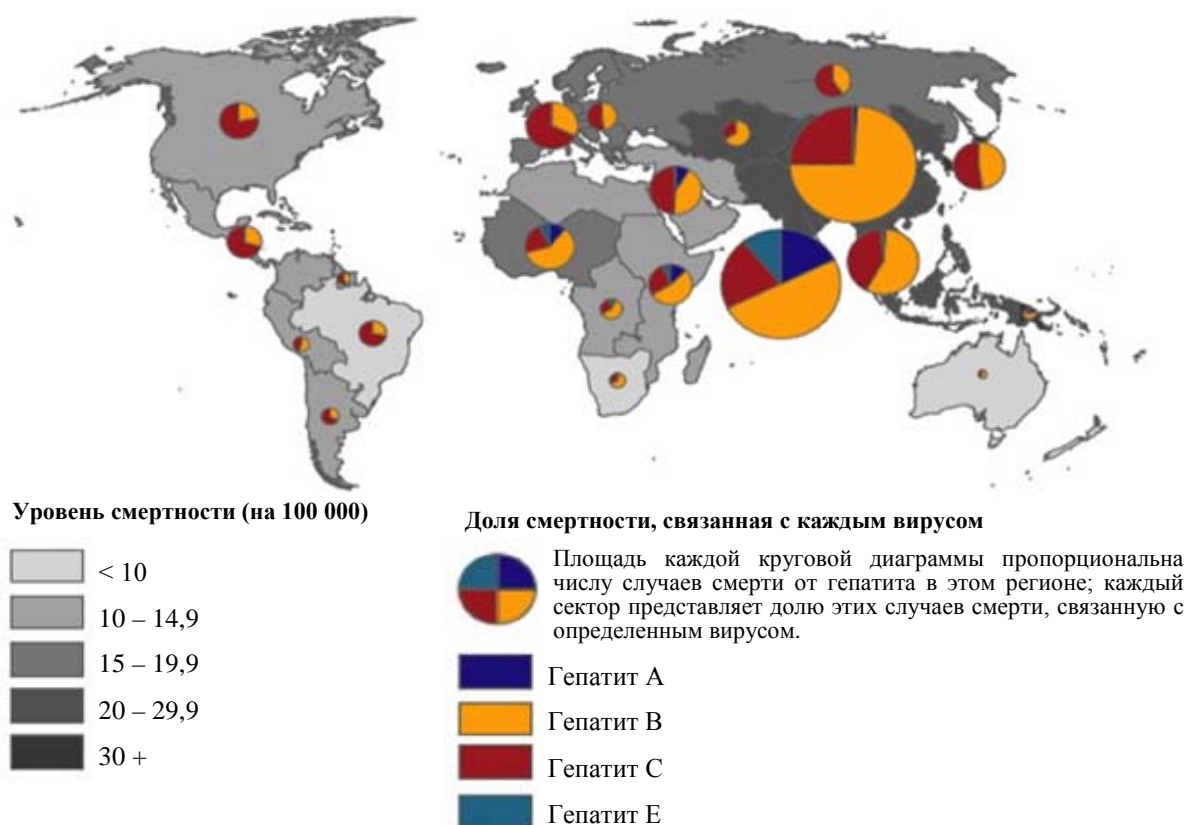 Уровень смертности (на 100 000)
< 10
10 – 14,9
15 – 19,9
20 – 29,9
30 +
Доля смертности, связанная с каждым вирусом
Площадь каждой круговой диаграммы пропорциональна
числу случаев смерти от гепатита в этом регионе; каждый
сектор представляет долю этих случаев смерти, связанную с
определенным вирусом.
Гепатит A
Гепатит B
Гепатит C
Гепатит E